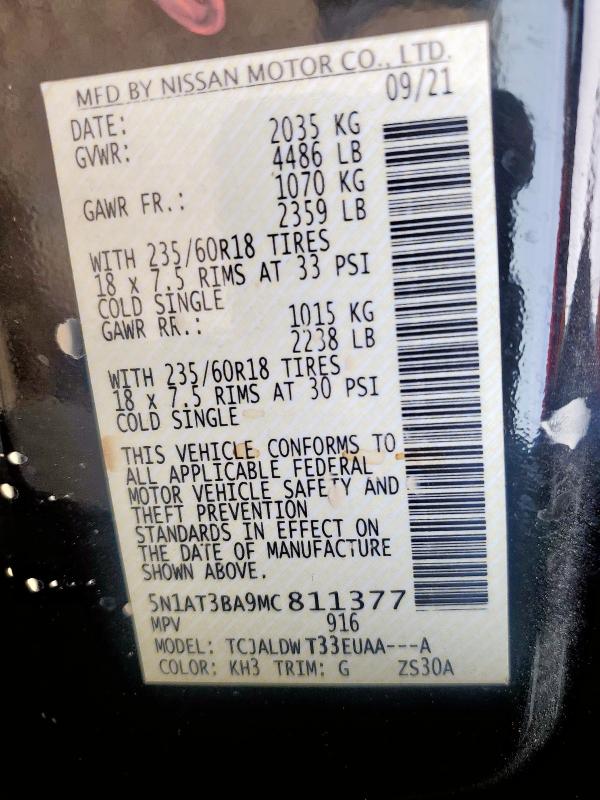 MFD BY NISSAN MOTOR CO., LTD.
DATE: 09/21
GVWR: 2035 KG
4486 LB
GAWR FR.: 1070 KG
2359 LB
WITH 235/60R18 TIRES
18 x 7.5 RIMS AT 33 PSI
COLD SINGLE
GAWR RR.: 1015 KG
2238 LB
WITH 235/60R18 TIRES
18 x 7.5 RIMS AT 30 PSI
COLD SINGLE
THIS VEHICLE CONFORMS TO
ALL APPLICABLE FEDERAL
MOTOR VEHICLE SAFETY AND
THEFT PREVENTION
STANDARDS IN EFFECT ON
THE DATE OF MANUFACTURE
SHOWN ABOVE.
5N1AT3BA9MC811377
MPV 916
MODEL: TCJALDW T33EUAA---A
COLOR: KH3 TRIM: G ZS30A